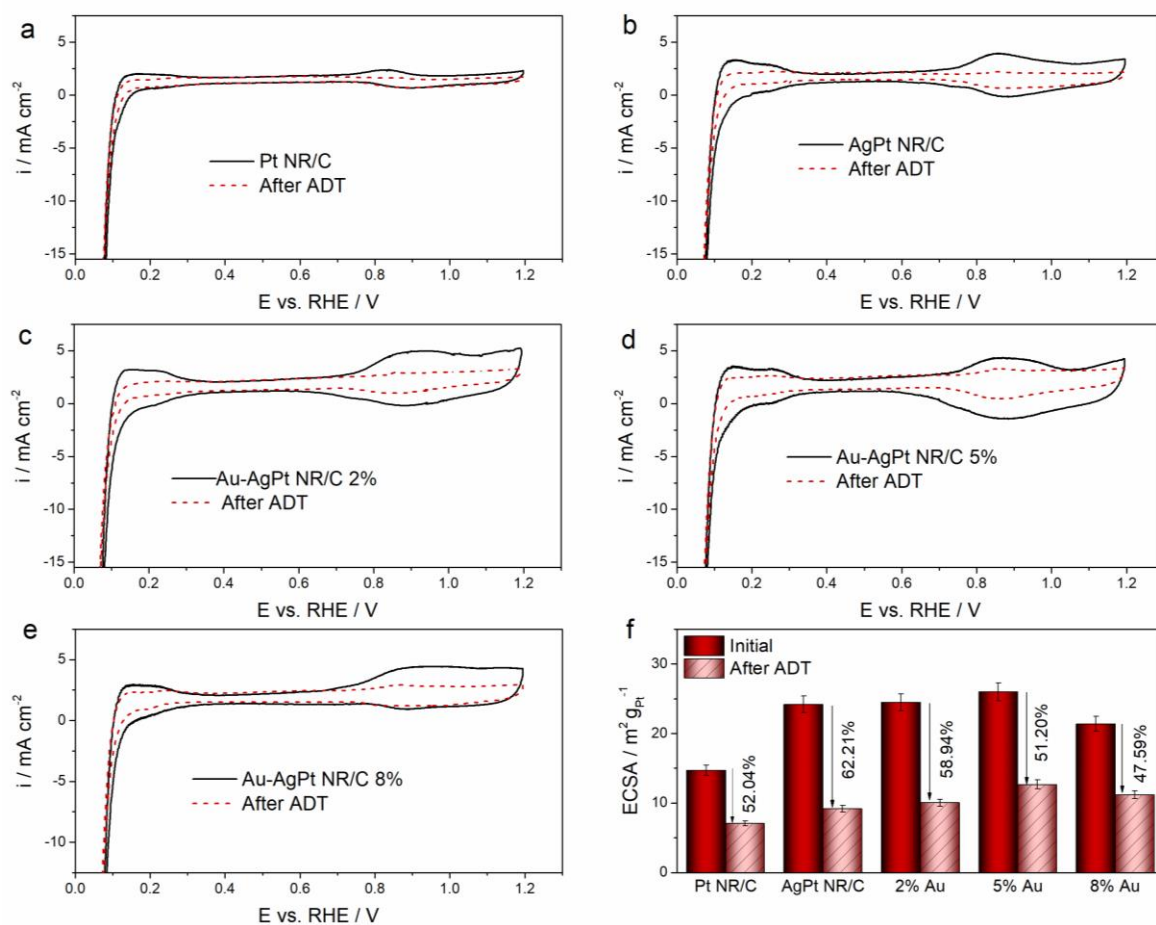 a
5
0
-5
-10
-15
i / mA cm⁻²
Pt NR/C
After ADT
0.0 0.2 0.4 0.6 0.8 1.0 1.2
E vs. RHE / V
b
5
0
-5
-10
-15
i / mA cm⁻²
AgPt NR/C
After ADT
0.0 0.2 0.4 0.6 0.8 1.0 1.2
E vs. RHE / V
c
5
0
-5
-10
-15
i / mA cm⁻²
Au-AgPt NR/C 2%
After ADT
0.0 0.2 0.4 0.6 0.8 1.0 1.2
E vs. RHE / V
d
5
0
-5
-10
-15
i / mA cm⁻²
Au-AgPt NR/C 5%
After ADT
0.0 0.2 0.4 0.6 0.8 1.0 1.2
E vs. RHE / V
e
5
0
-5
-10
i / mA cm⁻²
Au-AgPt NR/C 8%
After ADT
0.0 0.2 0.4 0.6 0.8 1.0 1.2
E vs. RHE / V
f
Initial
After ADT
30
20
10
0
ECSA / m² gPt⁻¹
52.04%
62.21%
58.94%
51.20%
47.59%
Pt NR/C AgPt NR/C 2% Au 5% Au 8% Au